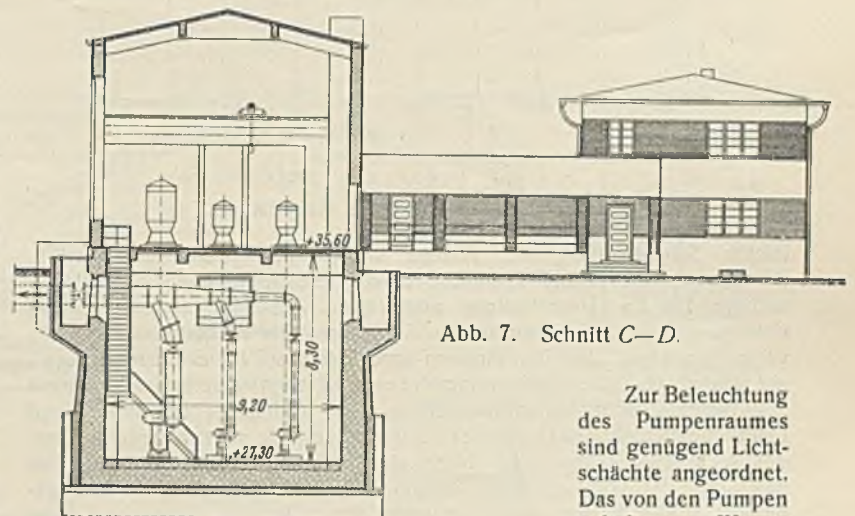 +35,60
8,30
9,20
+27,30
Abb. 7. Schnitt C—D.
Zur Beleuchtung
des Pumpenraumes
sind genügend Licht-
schächte angeordnet.
Das von den Pumpen